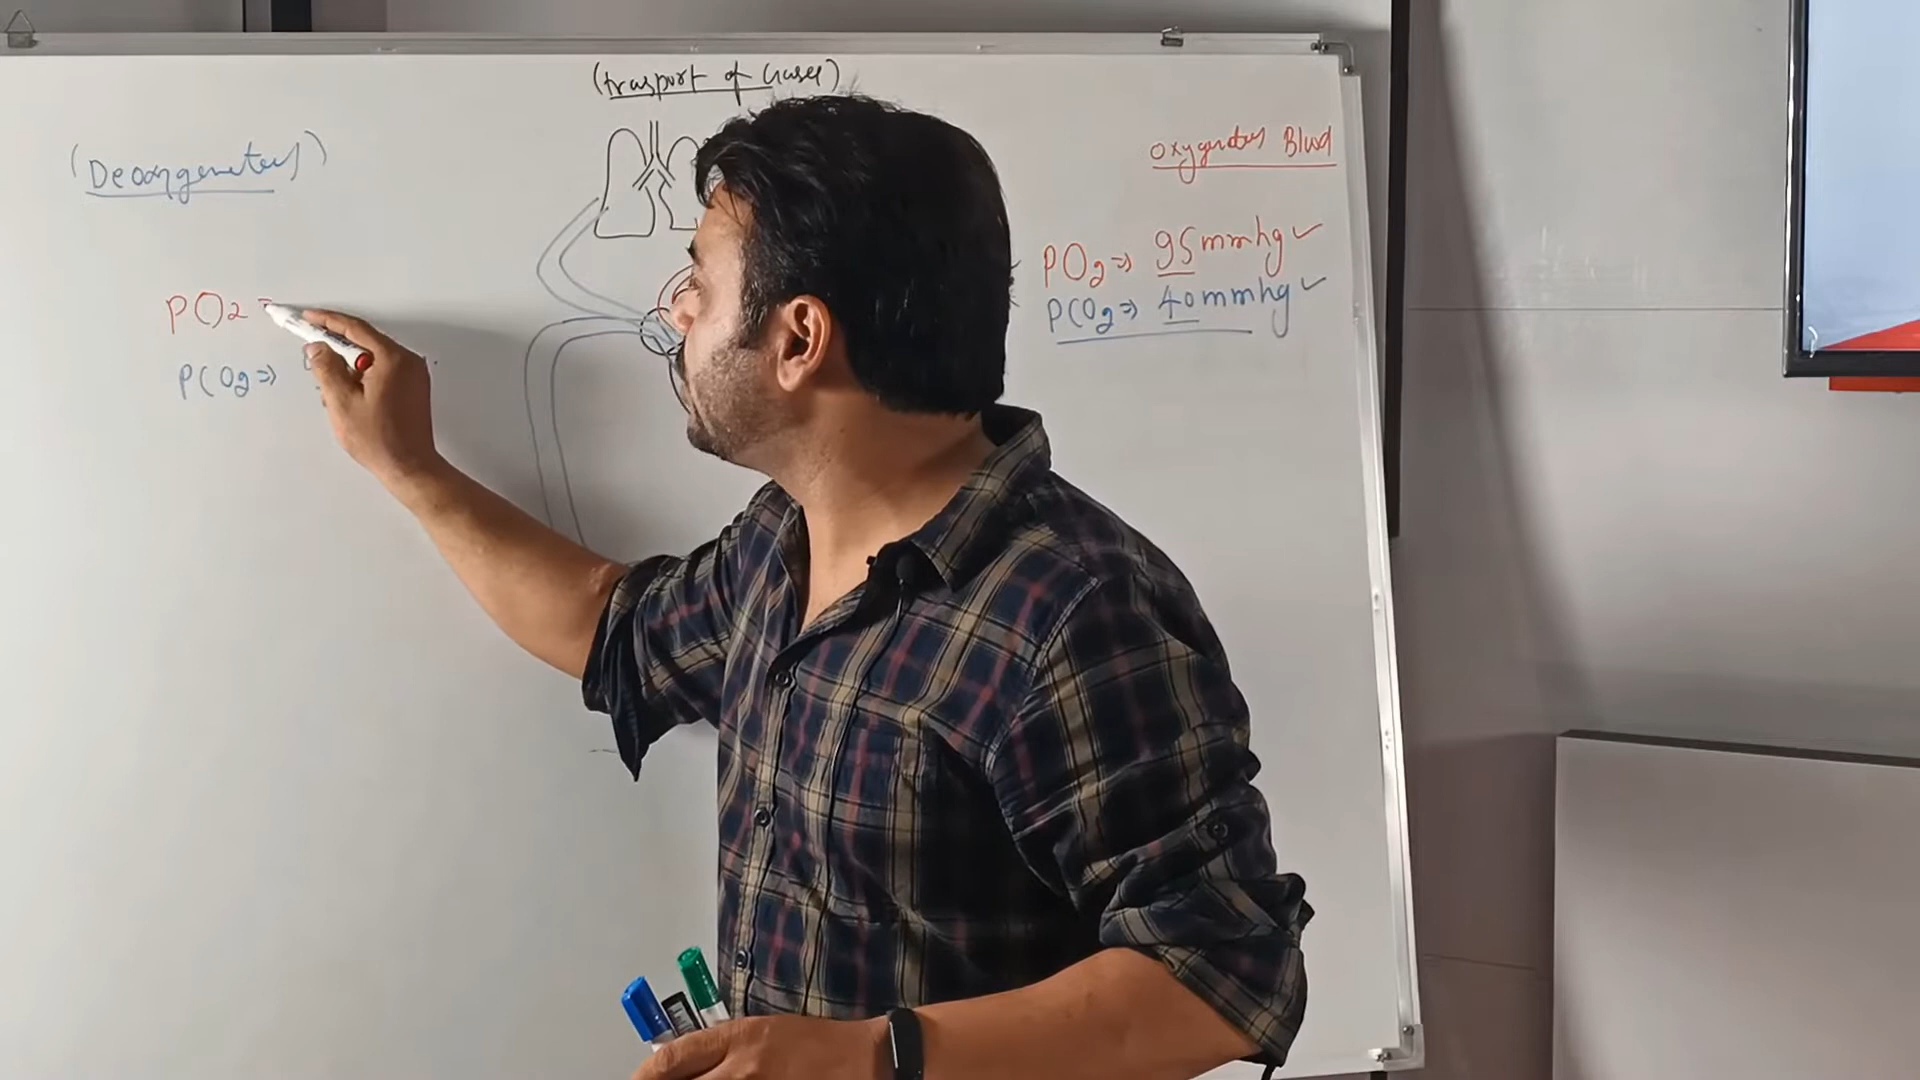 (trasport of Gases)
(Deoxygenated)
PO2 =
PCO2 ⇒
Oxygenated Blood
PO2 ⇒ 95mmhg ✓
PCO2 ⇒ 40mmhg ✓